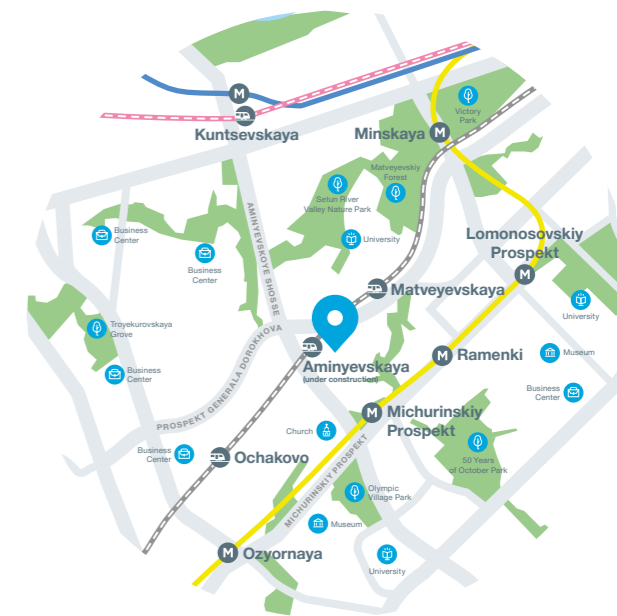 M
Kuntsevskaya
Minskaya
M
Victory
Park
Matveyevskiy
Forest
Setun River
Valley Nature Park
AMINYEVSKOYE SHOSSE
Business
Center
University
Business
Center
Lomonosovskiy
Prospekt
M
Matveyevskaya
University
Troyekurovskaya
Grove
PROSPEKT GENERALA DOROKHOVA
Aminyevskaya
(under construction)
M
Ramenki
Museum
Business
Center
Business
Center
M
Michurinskiy
Prospekt
Church
MICHURINSKIY PROSPEKT
Business
Center
Ochakovo
50 Years
of October Park
Olympic
Village Park
Museum
M
Ozyornaya
University